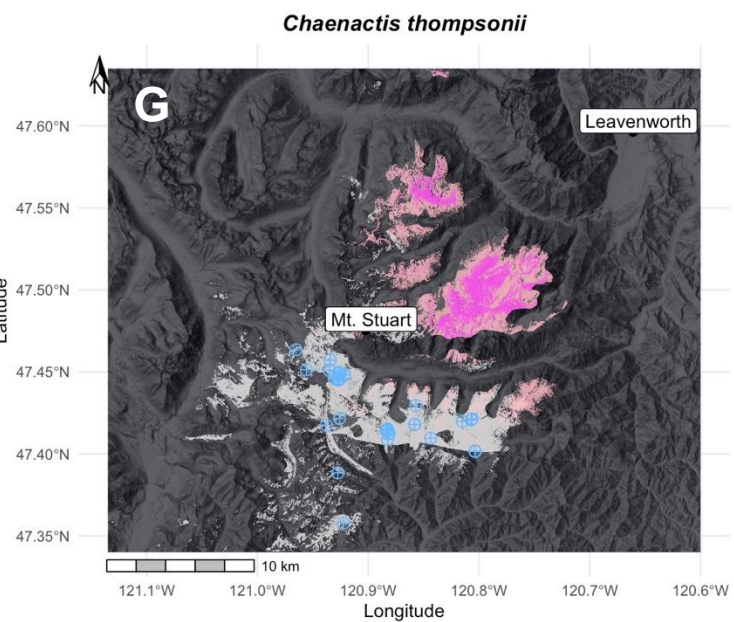 Chaenactis thompsonii
N
G
47.60°N
Leavenworth
47.55°N
47.50°N
Mt. Stuart
Latitude
47.45°N
47.40°N
47.35°N
10 km
121.1°W
121.0°W
120.9°W
120.8°W
120.7°W
120.6°W
Longitude